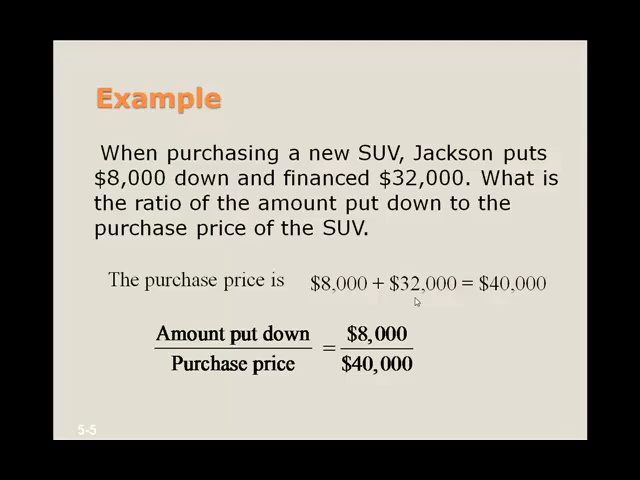 Example
When purchasing a new SUV, Jackson puts
$8,000 down and financed $32,000. What is
the ratio of the amount put down to the
purchase price of the SUV.
The purchase price is $8,000 + $32,000 = $40,000
Amount put down
Purchase price
=
$8,000
$40,000
5-5